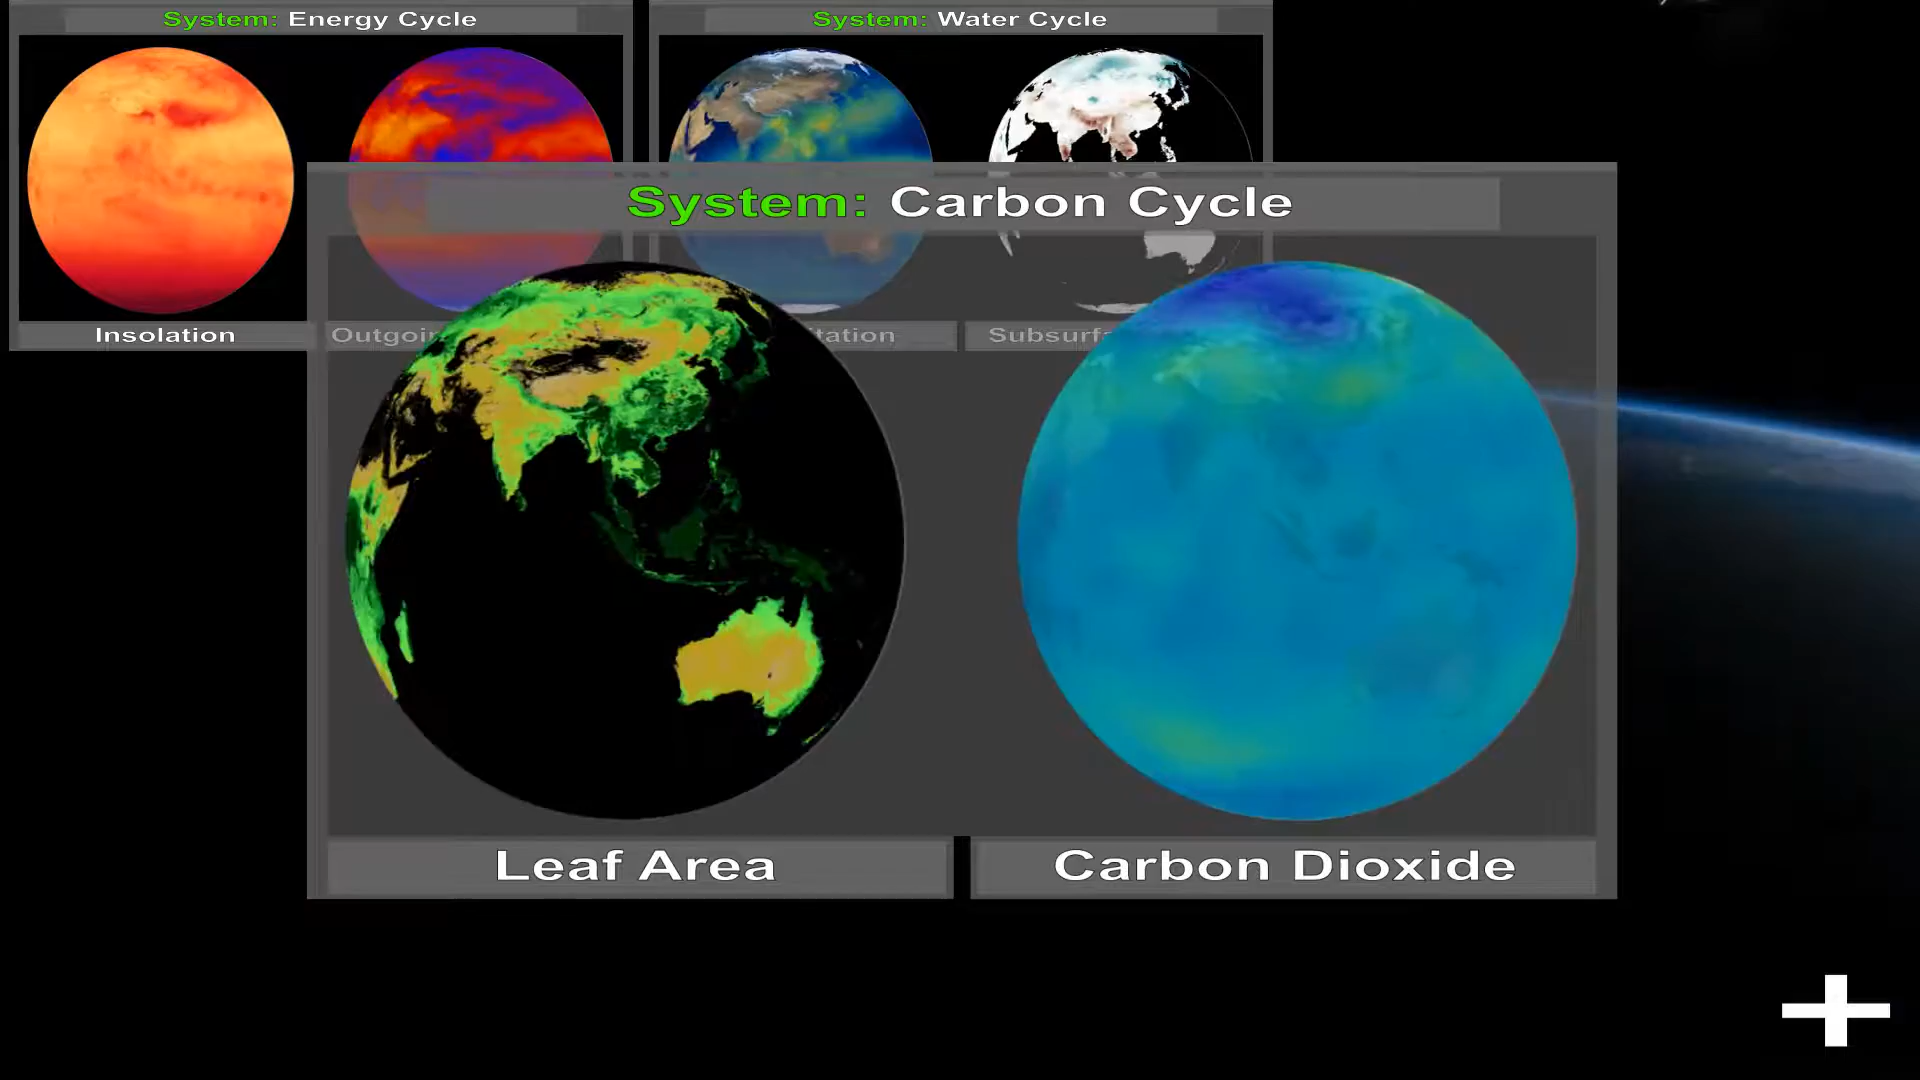 System: Energy Cycle
System: Water Cycle
System: Carbon Cycle
Insolation
Leaf Area
Carbon Dioxide